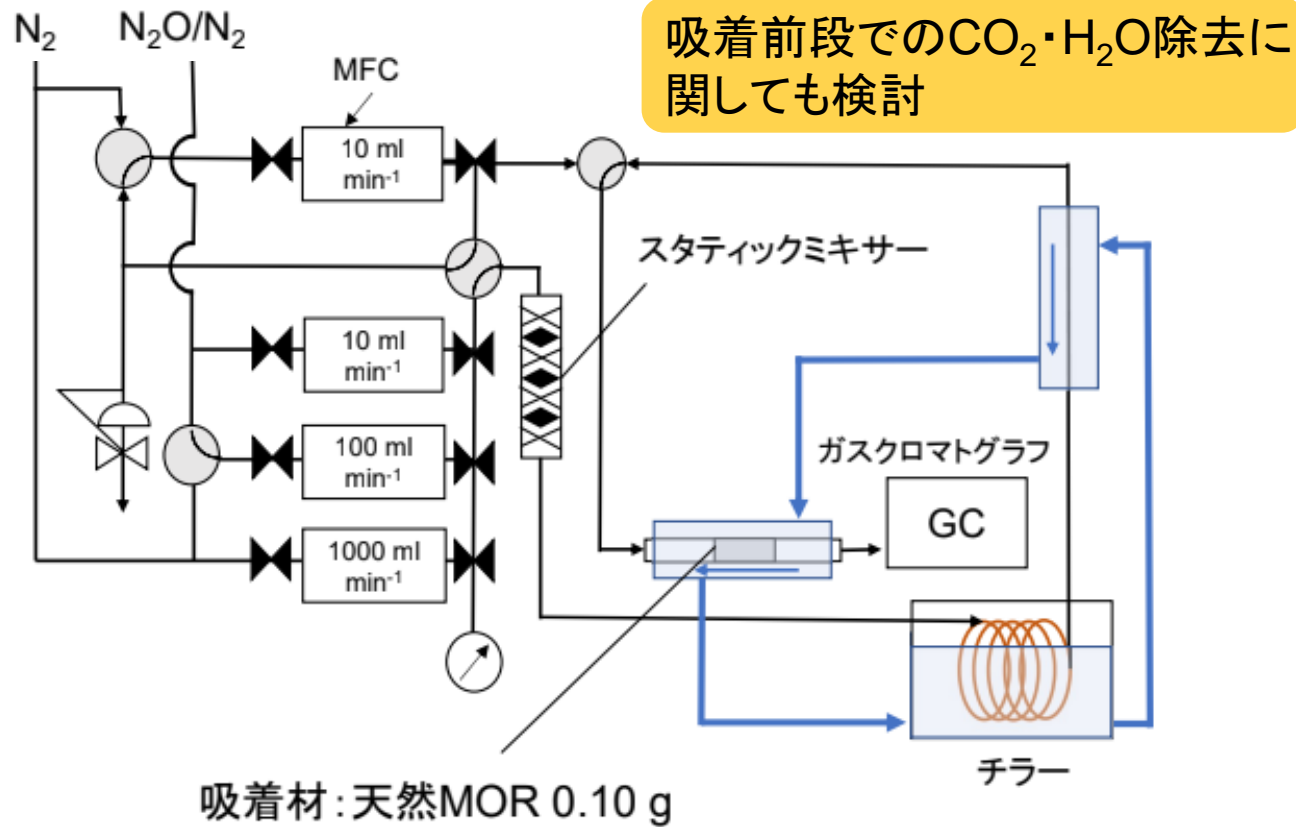 N₂
N₂O/N₂
吸着前段でのCO₂・H₂O除去に
関しても検討
MFC
10 ml
min⁻¹
スタティックミキサー
10 ml
min⁻¹
100 ml
min⁻¹
ガスクロマトグラフ
GC
1000 ml
min⁻¹
チラー
吸着材：天然MOR 0.10 g